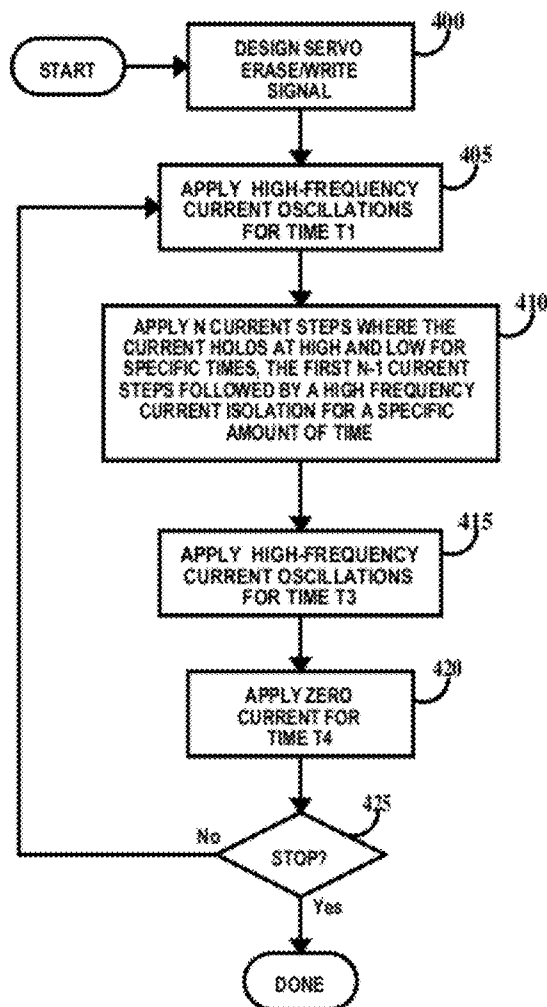 START
DESIGN SERVO
ERASE/WRITE
SIGNAL
400
APPLY HIGH-FREQUENCY
CURRENT OSCILLATIONS
FOR TIME T1
405
APPLY N CURRENT STEPS WHERE THE
CURRENT HOLDS AT HIGH AND LOW FOR
SPECIFIC TIMES, THE FIRST N-1 CURRENT
STEPS FOLLOWED BY A HIGH FREQUENCY
CURRENT ISOLATION FOR A SPECIFIC
AMOUNT OF TIME
410
APPLY HIGH-FREQUENCY
CURRENT OSCILLATIONS
FOR TIME T3
415
APPLY ZERO
CURRENT FOR
TIME T4
420
STOP?
425
No
Yes
DONE